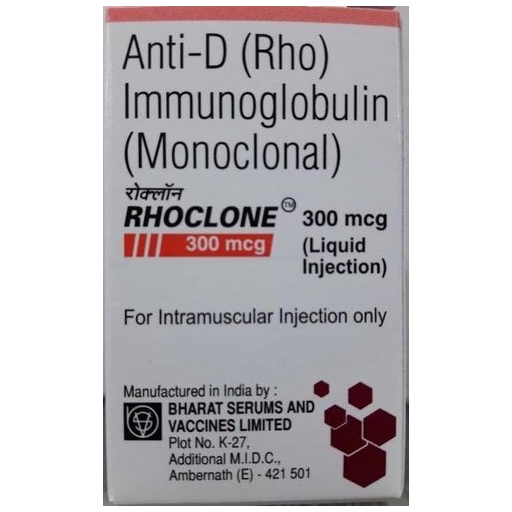 Anti-D (Rho)
Immunoglobulin
(Monoclonal)
रोक्लॉन
RHOCLONE™ 300 mcg
300 mcg (Liquid
Injection)
For Intramuscular Injection only
Manufactured in India by :
BHARAT SERUMS AND
VACCINES LIMITED
Plot No. K-27,
Additional M.I.D.C.,
Ambernath (E) - 421 501